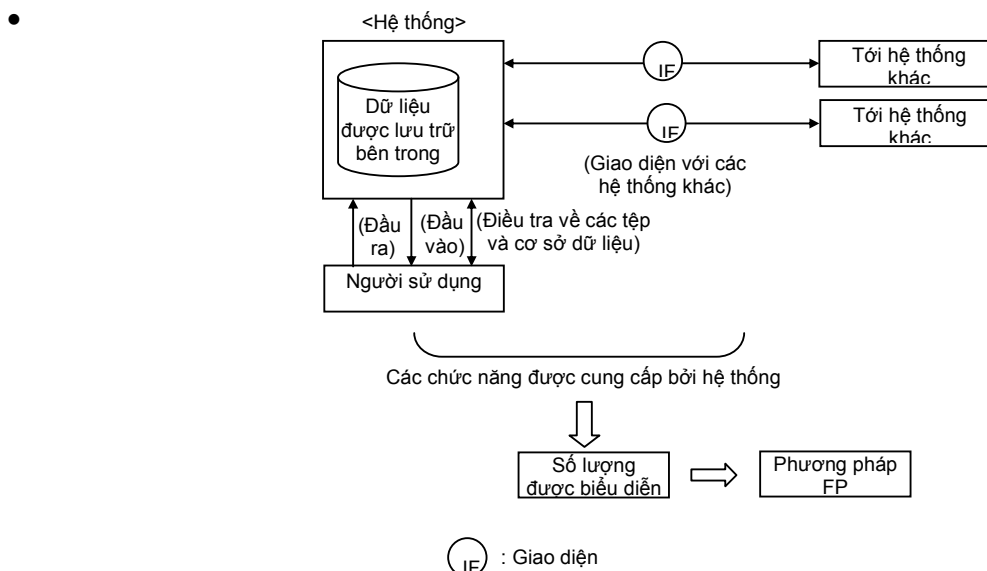 <Hệ thống>
Dữ liệu
được lưu trữ
bên trong
IF
Tới hệ thống
khác
IF
Tới hệ thống
khác
(Giao diện với các
hệ thống khác)
(Đầu
ra)
(Đầu
vào)
(Điều tra về các tệp
và cơ sở dữ liệu)
Người sử dụng
Các chức năng được cung cấp bởi hệ thống
Số lượng
được biểu diễn
Phương pháp
FP
IF : Giao diện